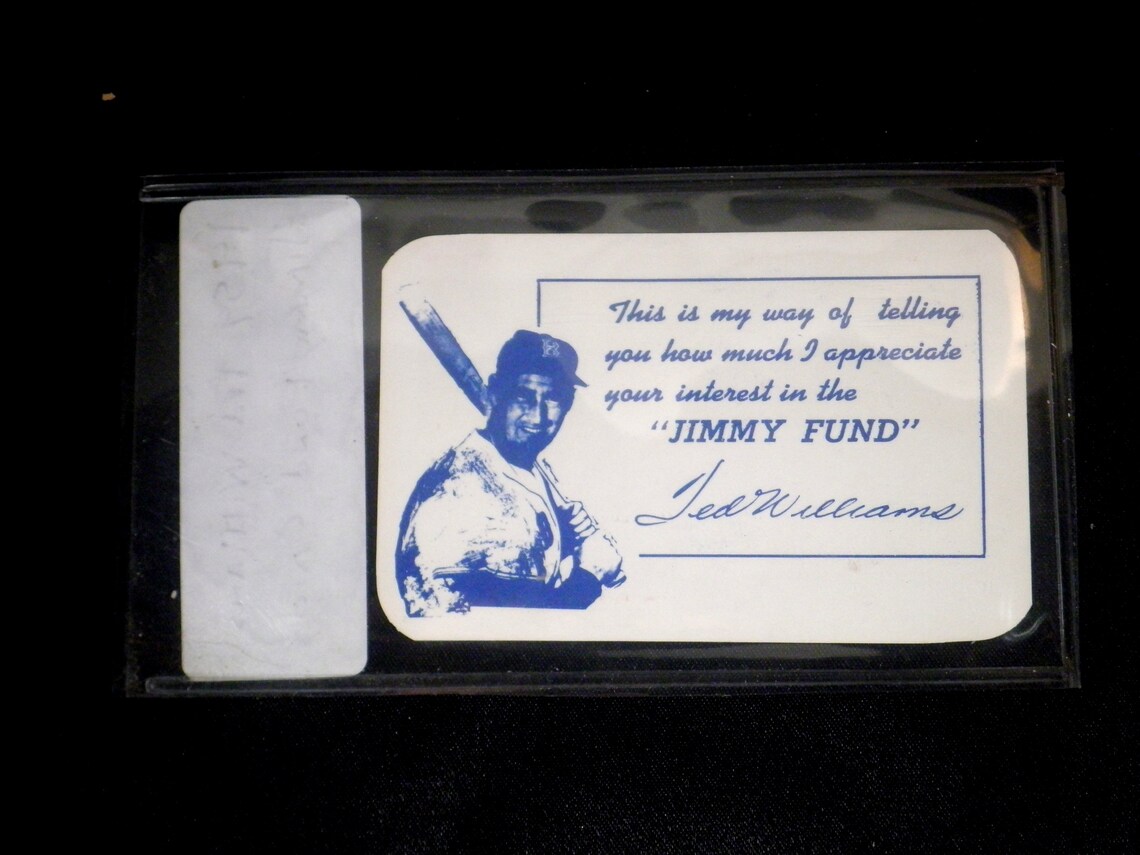 This is my way of telling
you how much I appreciate
your interest in the
"JIMMY FUND"
Ted Williams
B